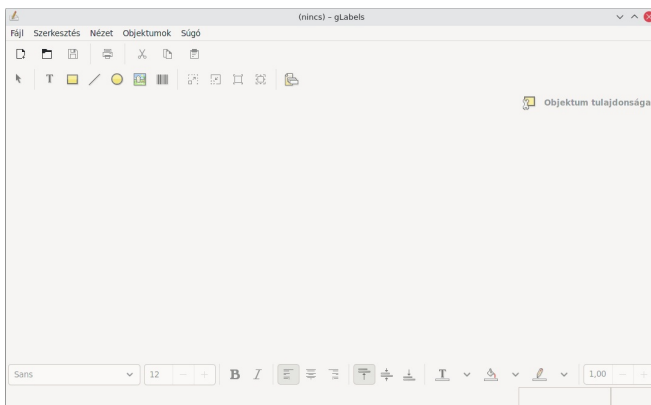 (nincs) – gLabels
Fájl Szerkesztés Nézet Objektumok Súgó
Objektum tulajdonsága
Sans 12 1,00